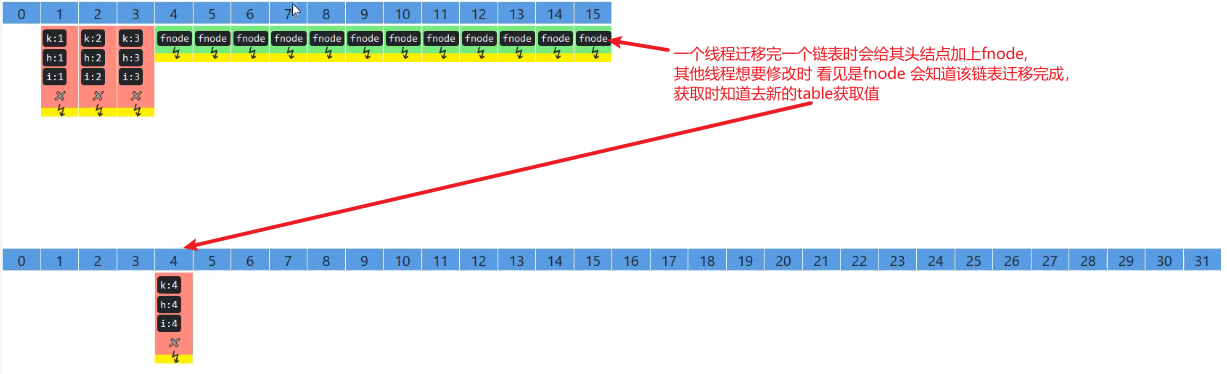 0 1 2 3 4 5 6 7 8 9 10 11 12 13 14 15
k:1 k:2 k:3 fnode fnode fnode fnode fnode fnode fnode fnode fnode fnode fnode fnode
h:1 h:2 h:3
i:1 i:2 i:3
一个线程迁移完一个链表时会给其头结点加上fnode,
其他线程想要修改时 看见是fnode 会知道该链表迁移完成,
获取时知道去新的table获取值
0 1 2 3 4 5 6 7 8 9 10 11 12 13 14 15 16 17 18 19 20 21 22 23 24 25 26 27 28 29 30 31
k:4
h:4
i:4